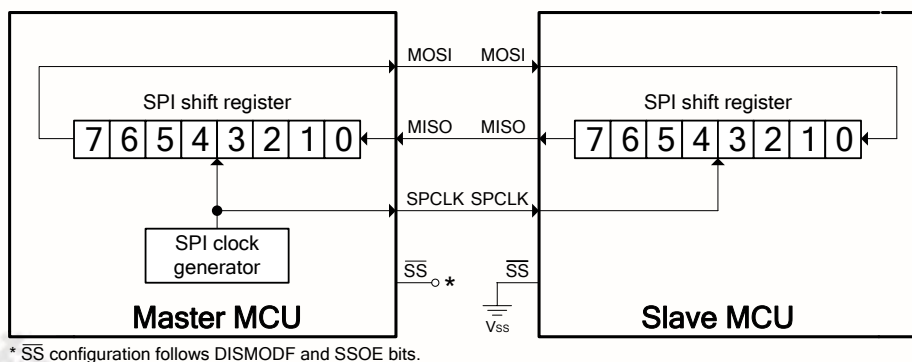 MOSI MOSI
SPI shift register SPI shift register
7 6 5 4 3 2 1 0 MISO MISO 7 6 5 4 3 2 1 0
SPCLK SPCLK
SPI clock
generator
SS * SS
Vss
Master MCU Slave MCU
* SS configuration follows DISMODF and SSOE bits.